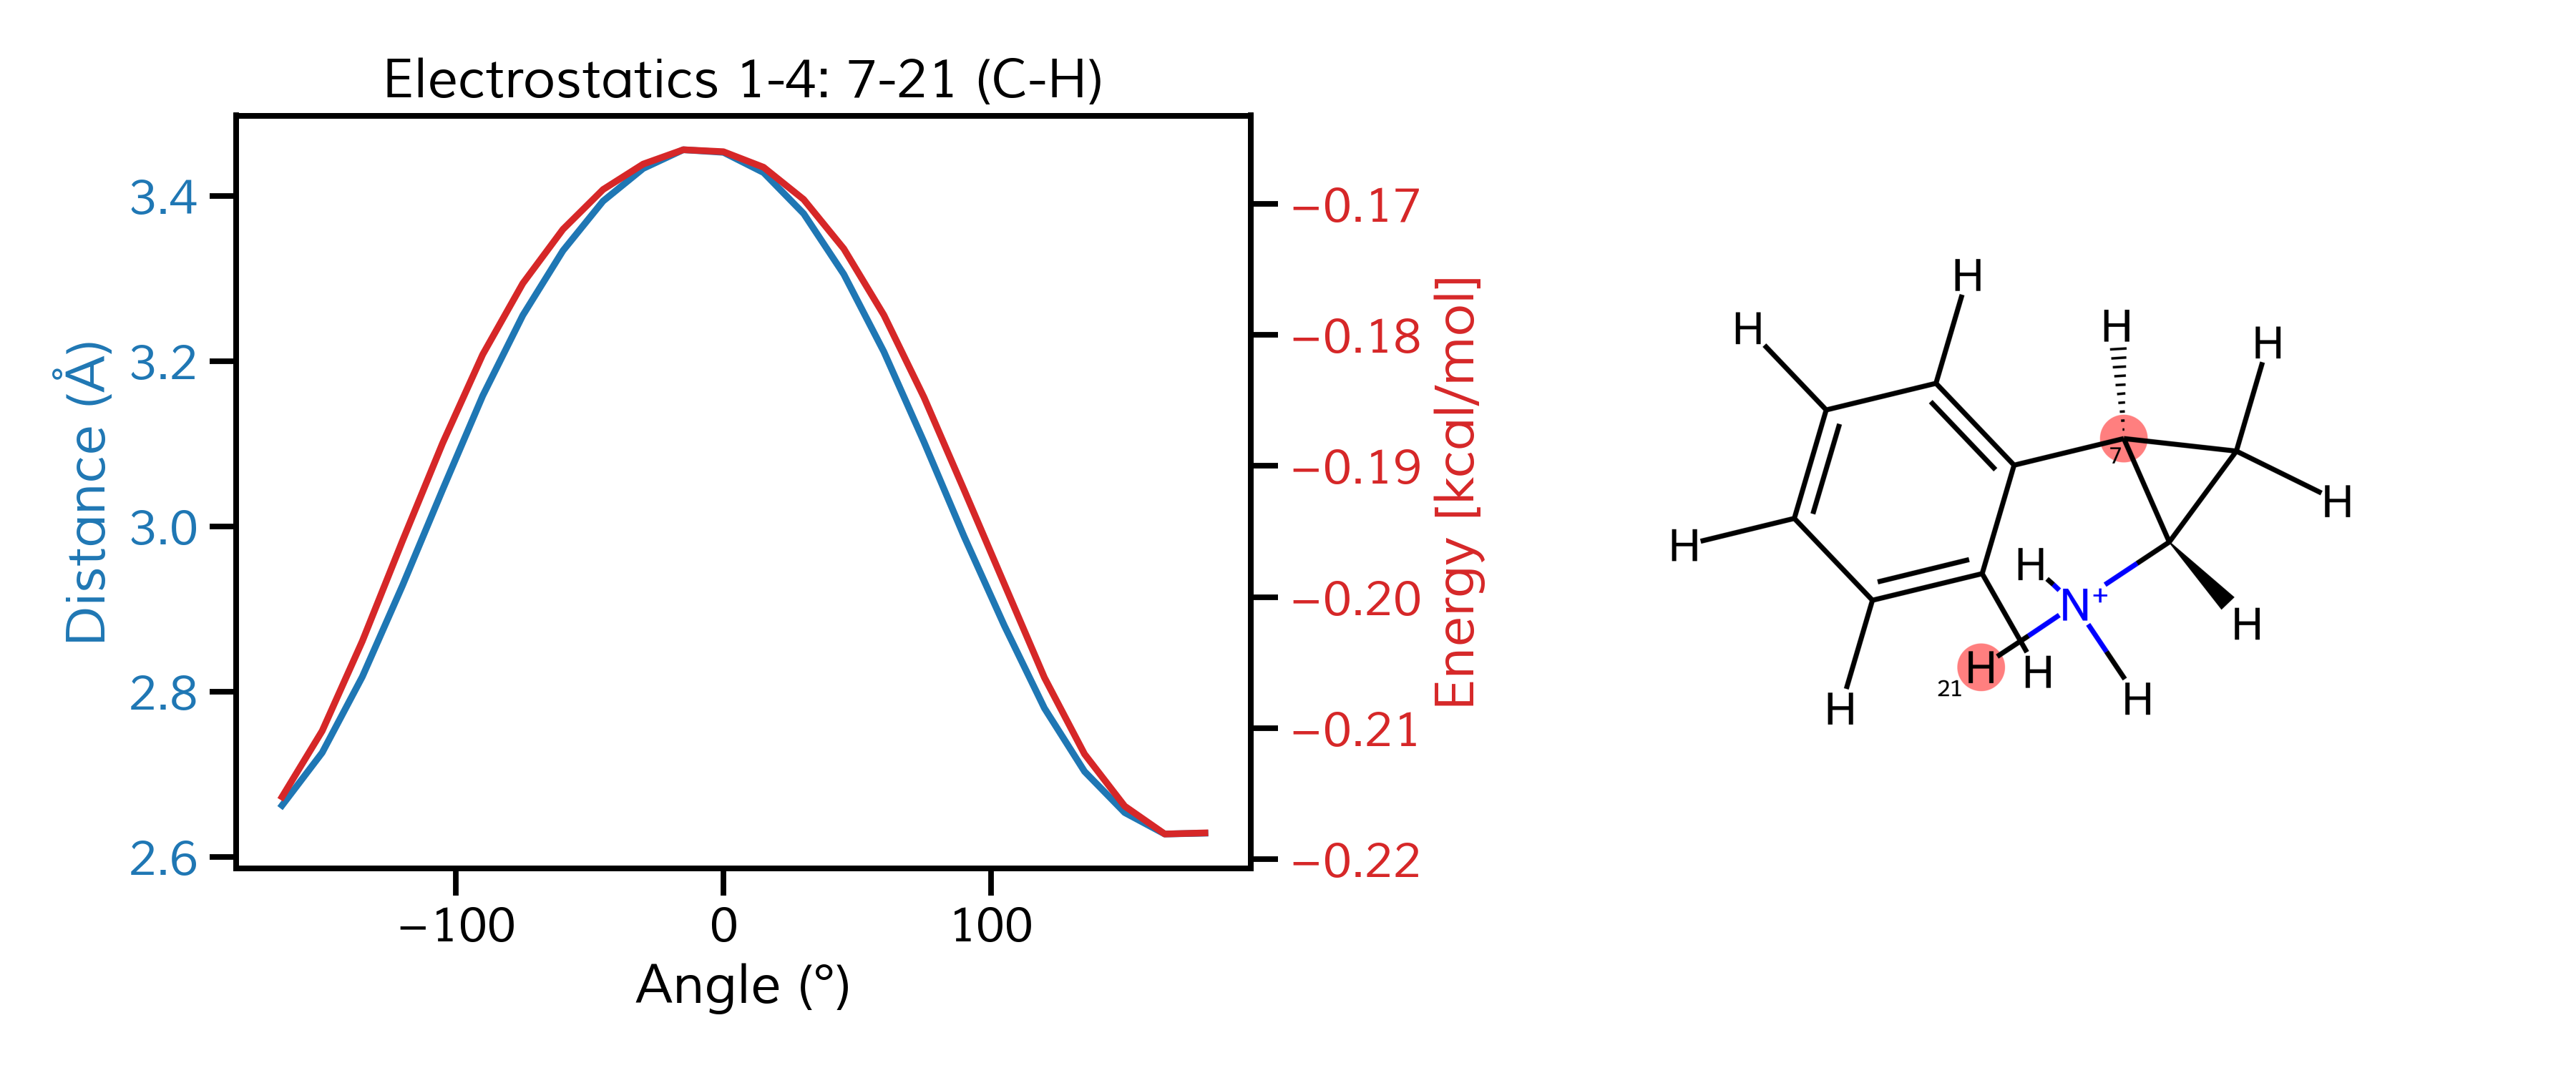 Electrostatics 1-4: 7-21 (C-H)
3.4
3.2
3.0
2.8
2.6
Distance (Å)
−0.17
−0.18
−0.19
−0.20
−0.21
−0.22
Energy [kcal/mol]
−100
0
100
Angle (°)
H
H
H
H
7
H
H
H
N⁺
H
H
H
21
H
H
H